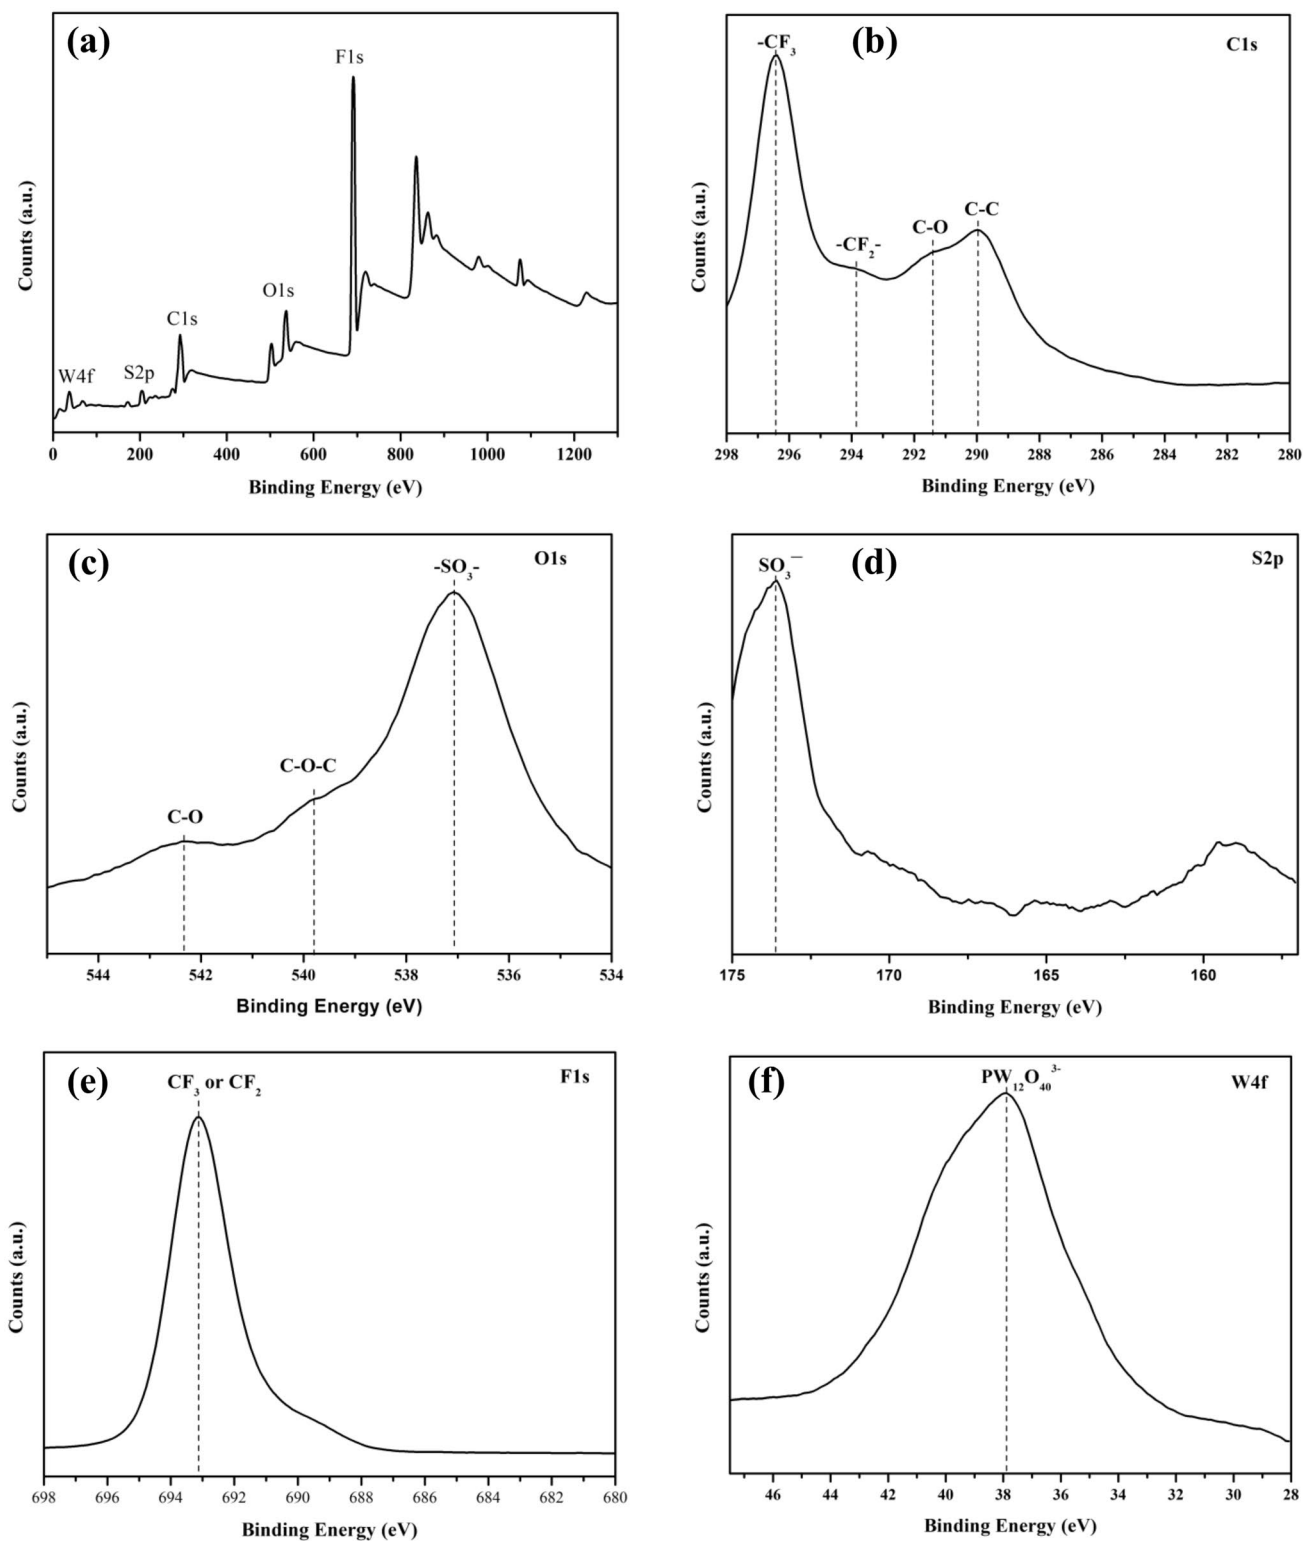 (a)
F1s
O1s
C1s
S2p
W4f
Counts (a.u.)
0 200 400 600 800 1000 1200
Binding Energy (eV)
(b)
C1s
-CF3
C-C
C-O
-CF2-
Counts (a.u.)
298 296 294 292 290 288 286 284 282 280
Binding Energy (eV)
(c)
O1s
-SO3-
C-O-C
C-O
Counts (a.u.)
544 542 540 538 536 534
Binding Energy (eV)
(d)
S2p
SO3—
Counts (a.u.)
175 170 165 160
Binding Energy (eV)
(e)
F1s
CF3 or CF2
Counts (a.u.)
698 696 694 692 690 688 686 684 682 680
Binding Energy (eV)
(f)
W4f
PW12O40 3-
Counts (a.u.)
46 44 42 40 38 36 34 32 30 28
Binding Energy (eV)